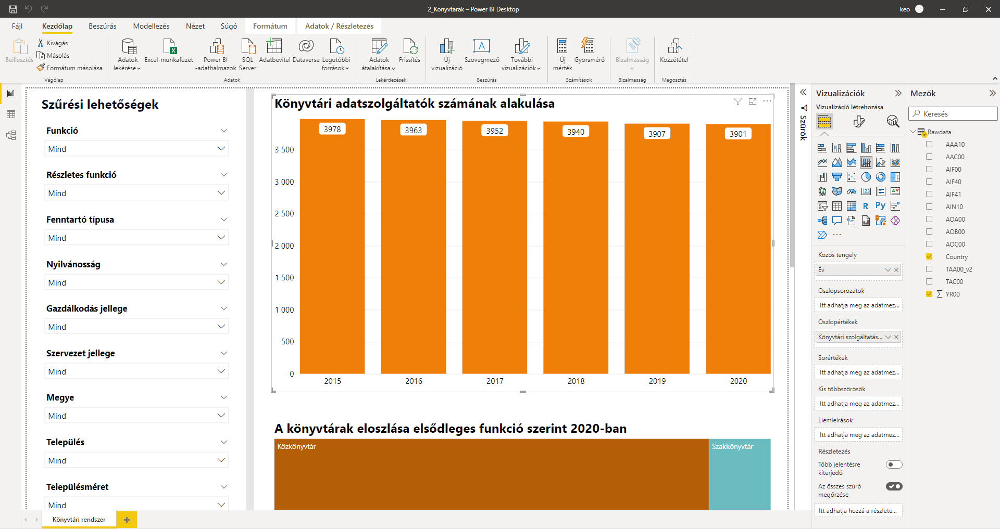 2_Konyvtarak – Power BI Desktop
keo
Fájl
Kezdőlap
Beszúrás
Modellezés
Nézet
Súgó
Formátum
Adatok / Részletezés
Beillesztés
Kivágás
Másolás
Formátum másolása
Vágólap
Adatok
lekérése
Excel-munkafüzet
Power BI
-adathalmazok
SQL
Server
Adatbevitel
Dataverse
Legutóbbi
források
Adatok
Adatok
átalakítása
Frissítés
Lekérdezések
Új
vizualizáció
Szövegmező
További
vizualizációk
Beszúrás
Új
mérték
Gyorsmérő
Számítások
Bizalmasság
Bizalmasság
Közzététel
Megosztás
Szűrési lehetőségek
Funkció
Mind
Részletes funkció
Mind
Fenntartó típusa
Mind
Nyilvánosság
Mind
Gazdálkodás jellege
Mind
Szervezet jellege
Mind
Megye
Mind
Település
Mind
Településméret
Mind
Könyvtári adatszolgáltatók számának alakulása
3978
3963
3952
3940
3907
3901
3 500
3 000
2 500
2 000
1 500
1 000
500
0
2015
2016
2017
2018
2019
2020
A könyvtárak eloszlása elsődleges funkció szerint 2020-ban
Közkönyvtár
Szakkönyvtár
Szűrők
Vizualizációk
Vizualizáció létrehozása
123
R
Py
Közös tengely
Év
Oszlopsorozatok
Itt adhatja meg az adatmez...
Oszlopértékek
Könyvtári szolgáltatás...
Sorértékek
Itt adhatja meg az adatmez...
Kis többszörösök
Itt adhatja meg az adatmez...
Elemleírások
Itt adhatja meg az adatmez...
Részletezés
Több jelentésre
kiterjedő
Az összes szűrő
megőrzése
Itt adhatja hozzá a részlete...
Mezők
Keresés
Rawdata
AAA10
AAC00
AIF00
AIF40
AIF41
AIN10
AOA00
AOB00
AOC00
Country
TAA00_v2
TAC00
YR00
Könyvtári rendszer